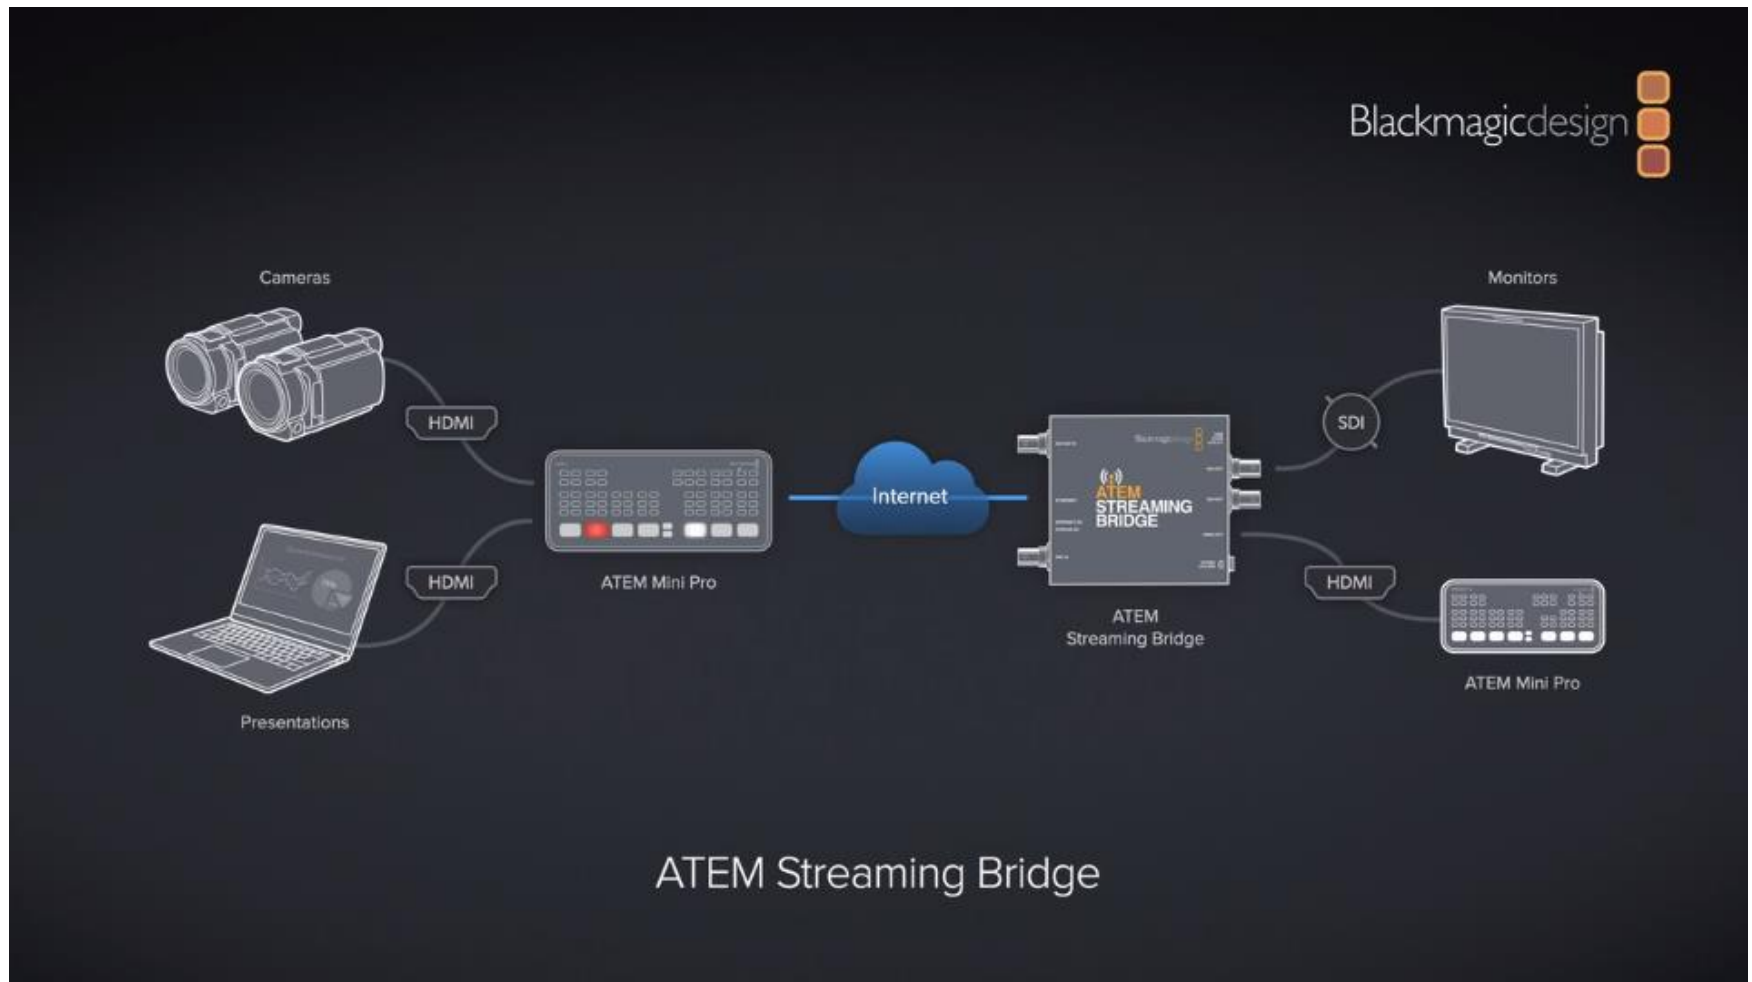 Blackmagicdesign
Cameras
Monitors
HDMI
SDI
Internet
ATEM
STREAMING
BRIDGE
HDMI
HDMI
ATEM Mini Pro
ATEM
Streaming Bridge
ATEM Mini Pro
Presentations
ATEM Streaming Bridge